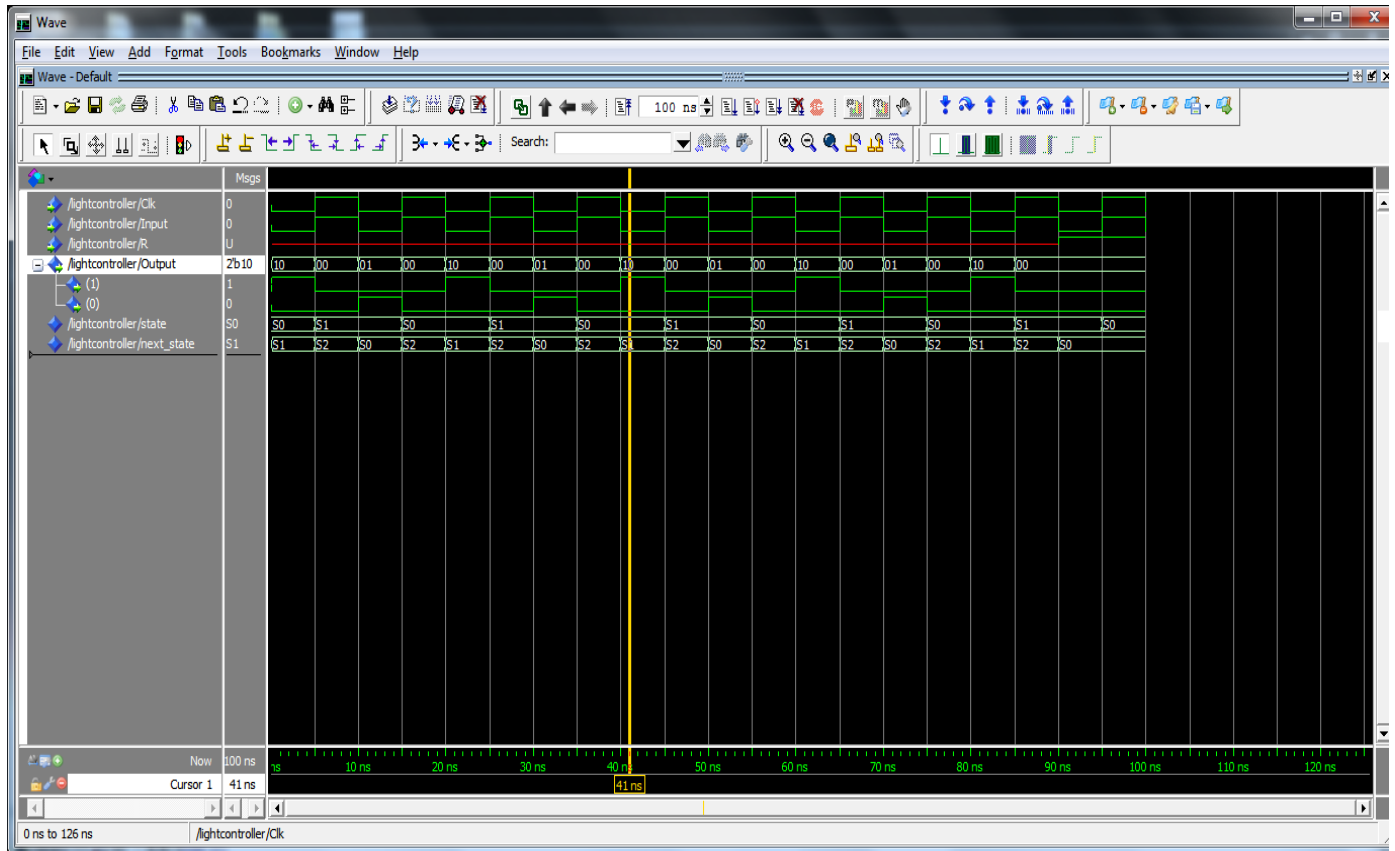 Wave
File Edit View Add Format Tools Bookmarks Window Help
Wave - Default
100 ns
Search:
Msgs
/lightcontroller/Clk 0
/lightcontroller/Input 0
/lightcontroller/R U
/lightcontroller/Output 2'b10 10 00 01 00 10 00 01 00 10 00 01 00 10 00 01 00 10 00
(1) 1
(0) 0
/lightcontroller/state S0 S0 S1 S0 S1 S0 S1 S0 S1 S0 S1 S0
/lightcontroller/next_state S1 S1 S2 S0 S2 S1 S2 S0 S2 S1 S2 S0 S2 S1 S2 S0 S2 S1 S2 S0
Now 100 ns ns 10 ns 20 ns 30 ns 40 ns 50 ns 60 ns 70 ns 80 ns 90 ns 100 ns 110 ns 120 ns
Cursor 1 41 ns 41 ns
0 ns to 126 ns /lightcontroller/Clk